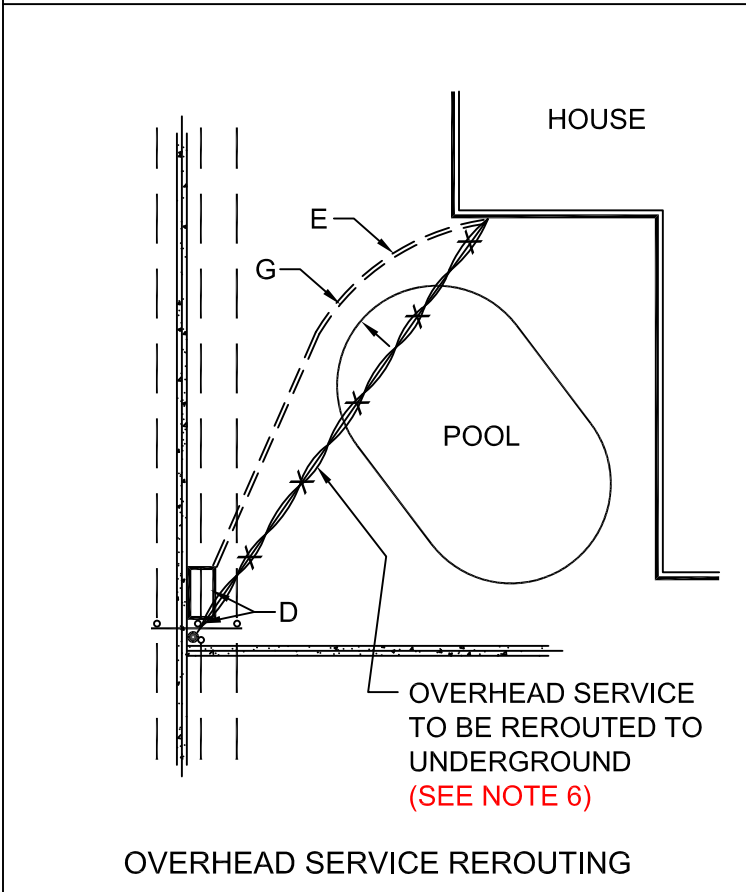 HOUSE
E
G
POOL
D
OVERHEAD SERVICE
TO BE REROUTED TO
UNDERGROUND
(SEE NOTE 6)
OVERHEAD SERVICE REROUTING